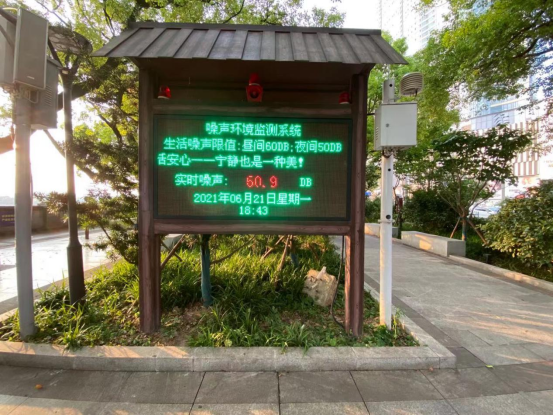 噪声环境监测系统
生活噪声限值:昼间60DB;夜间50DB
舌安心一一宁静也是一种美!
实时噪声: 60.9 DB
2021年06月21日星期一
18:43